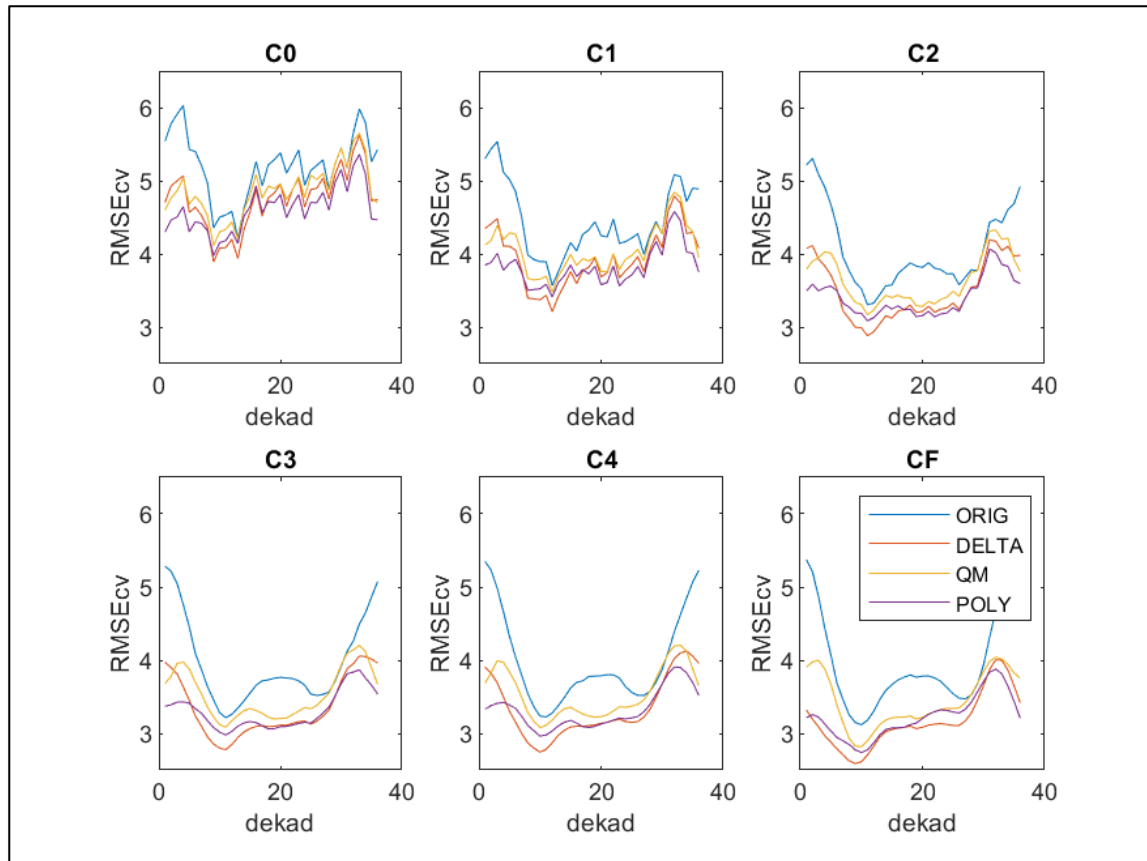 C0 C1 C2
6 6 6
5 5 5
4 4 4
3 3 3
RMSEcv RMSEcv RMSEcv
0 20 40 0 20 40 0 20 40
dekad dekad dekad
C3 C4 CF
6 6 6
5 5 5
4 4 4
3 3 3
RMSEcv RMSEcv RMSEcv
ORIG
DELTA
QM
POLY
0 20 40 0 20 40 0 20 40
dekad dekad dekad